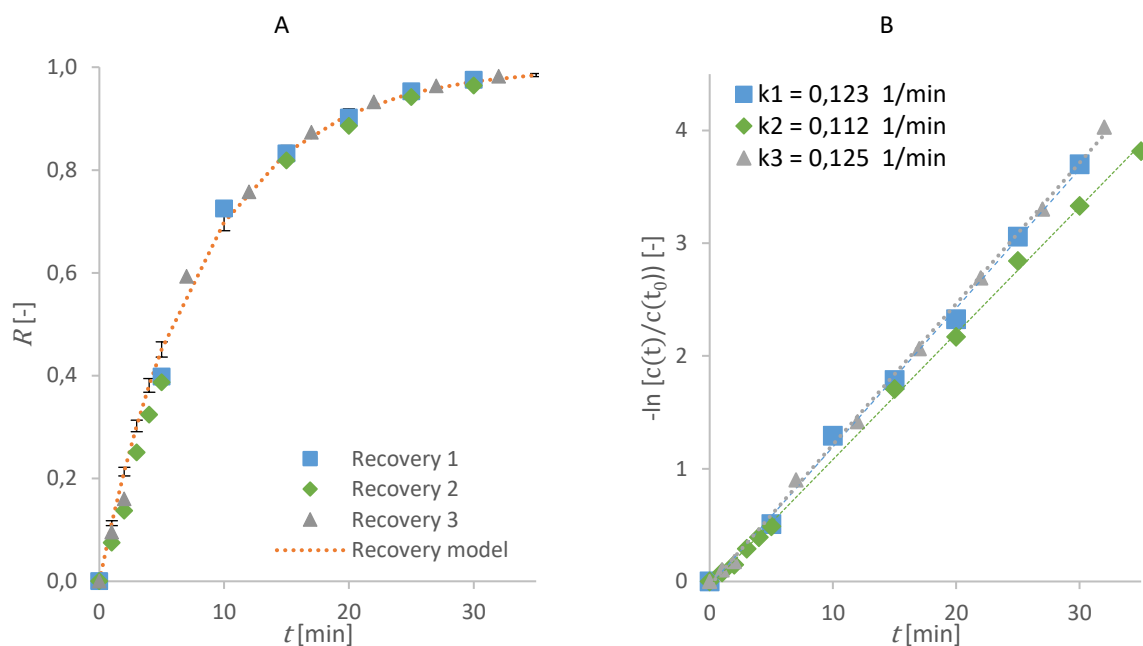 A
1,0
0,8
0,6
0,4
0,2
0,0
R [-]
0
10
20
30
t [min]
Recovery 1
Recovery 2
Recovery 3
Recovery model
B
4
3
2
1
0
-ln [c(t)/c(t₀)) [-]
0
10
20
30
t [min]
k1 = 0,123 1/min
k2 = 0,112 1/min
k3 = 0,125 1/min